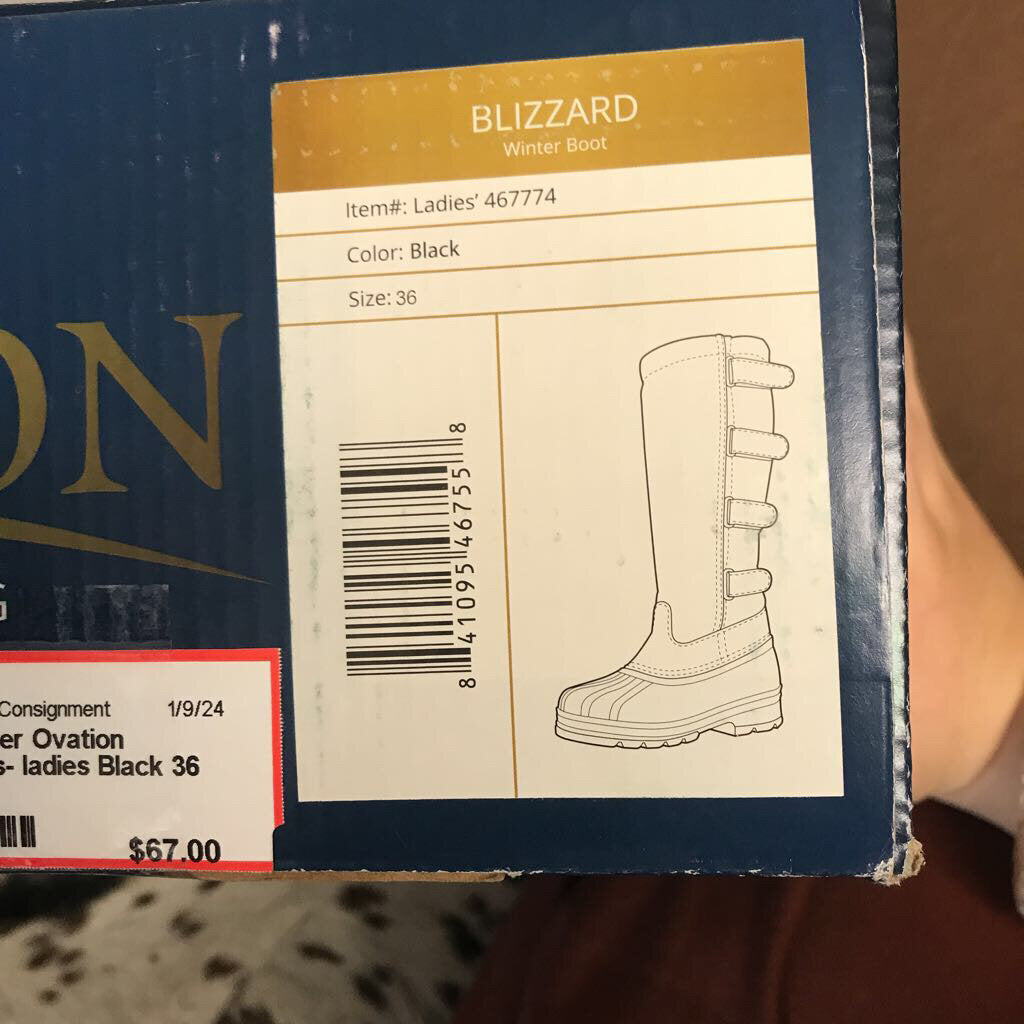 BLIZZARD
Winter Boot
Item#: Ladies' 467774
Color: Black
Size: 36
8 41095 46755 8
ON
G
Consignment 1/9/24
er Ovation
s- ladies Black 36
$67.00